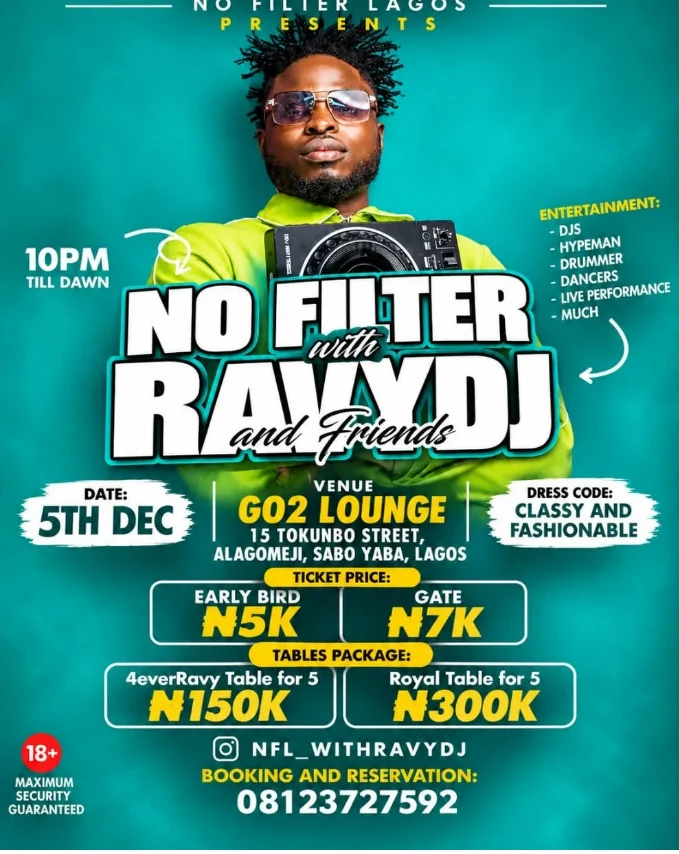 NO FILTER LAGOS
PRESENTS
10PM
TILL DAWN
ENTERTAINMENT:
- DJS
- HYPEMAN
- DRUMMER
- DANCERS
- LIVE PERFORMANCE
- MUCH
NO FILTER
with
RAVYDJ
and Friends
DATE:
5TH DEC
VENUE
GO2 LOUNGE
15 TOKUNBO STREET,
ALAGOMEJI, SABO YABA, LAGOS
DRESS CODE:
CLASSY AND
FASHIONABLE
TICKET PRICE:
EARLY BIRD
₦5K
GATE
₦7K
TABLES PACKAGE:
4everRavy Table for 5
₦150K
Royal Table for 5
₦300K
NFL_WITHRAVYDJ
BOOKING AND RESERVATION:
08123727592
18+
MAXIMUM
SECURITY
GUARANTEED